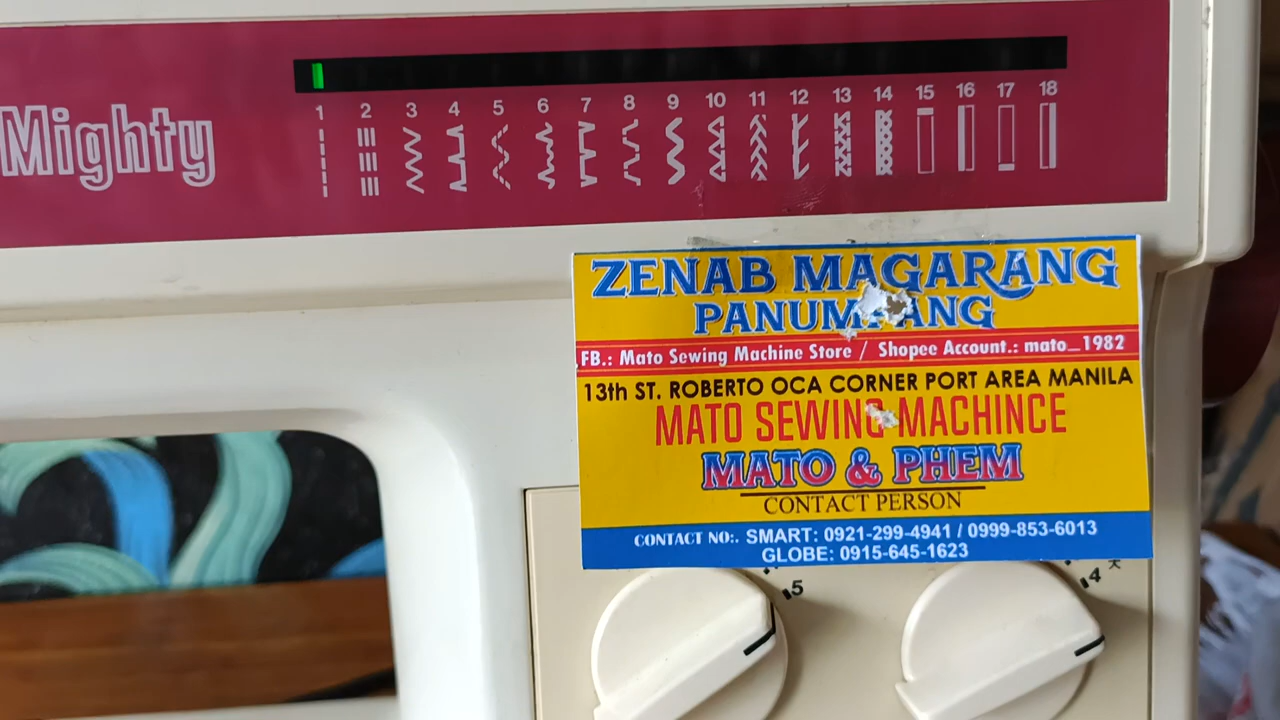 Mighty
1 2 3 4 5 6 7 8 9 10 11 12 13 14 15 16 17 18
ZENAB MAGARANG
FB.: Mato Sewing Machine Store / Shopee Account.: mato_1982
13th ST. ROBERTO OCA CORNER PORT AREA MANILA
MATO SEWING MACHINCE
MATO & PHEM
CONTACT PERSON
CONTACT NO:. SMART: 0921-299-4941 / 0999-853-6013
GLOBE: 0915-645-1623
5
4